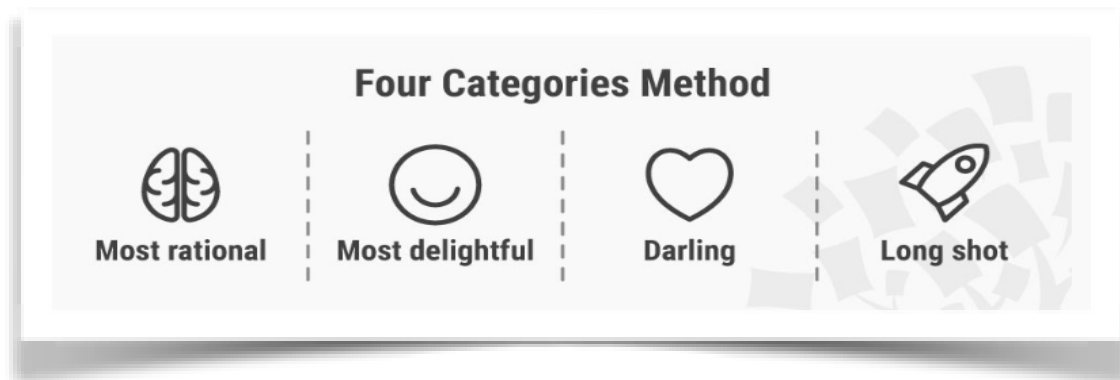 Four Categories Method
Most rational
Most delightful
Darling
Long shot